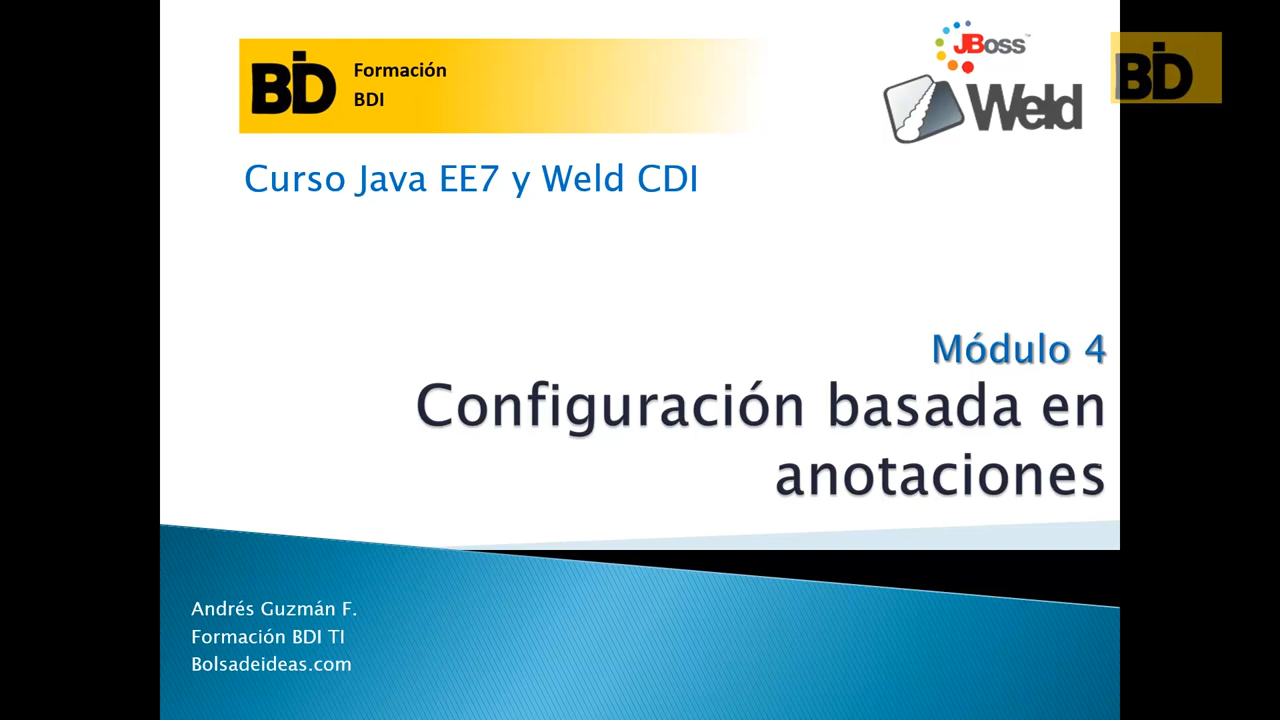 BDI
Formación
BDI
JBoss™
Weld
BDI
Curso Java EE7 y Weld CDI
Módulo 4
Configuración basada en
anotaciones
Andrés Guzmán F.
Formación BDI TI
Bolsadeideas.com